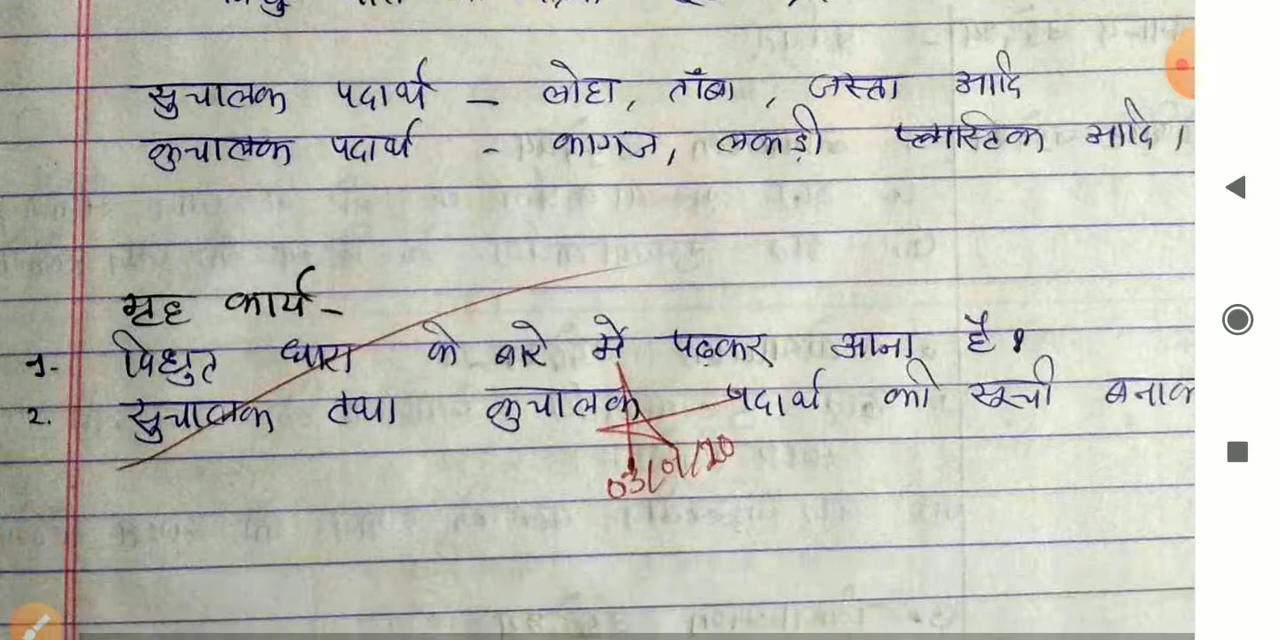 सुचालक पदार्थ - लोहा, ताँबा, जस्ता आदि
कुचालक पदार्थ - कागज, लकड़ी प्लास्टिक आदि।
गृह कार्य -
1. विद्युत धारा के बारे में पढ़कर आना है।
2. सुचालक तथा कुचालक पदार्थ की सूची बनाक
03/01/20